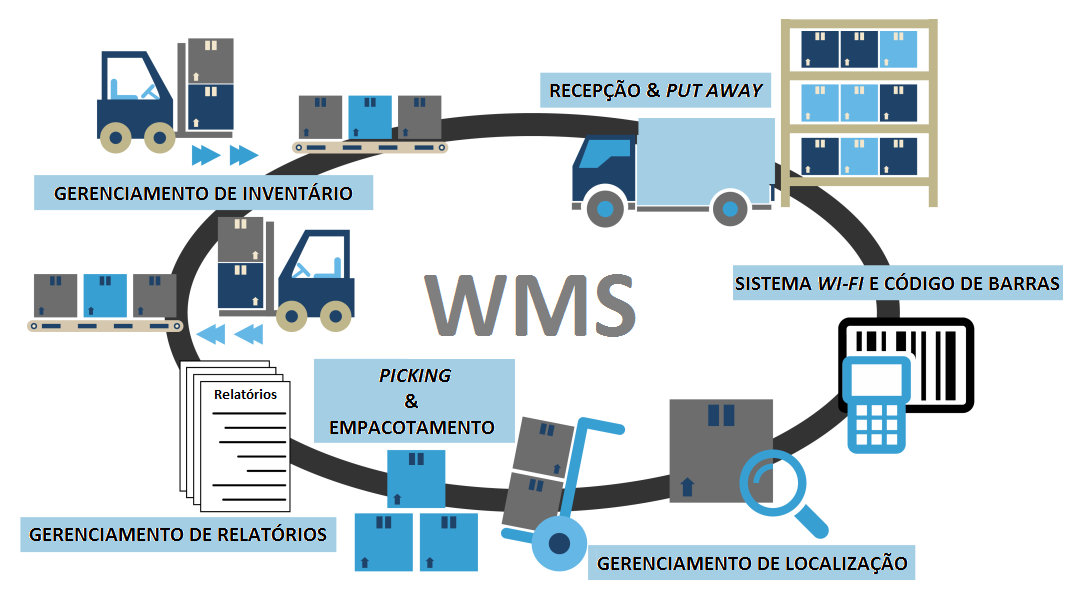 RECEPÇÃO & PUT AWAY
GERENCIAMENTO DE INVENTÁRIO
SISTEMA WI-FI E CÓDIGO DE BARRAS
WMS
PICKING
&
EMPACOTAMENTO
Relatórios
GERENCIAMENTO DE RELATÓRIOS
GERENCIAMENTO DE LOCALIZAÇÃO